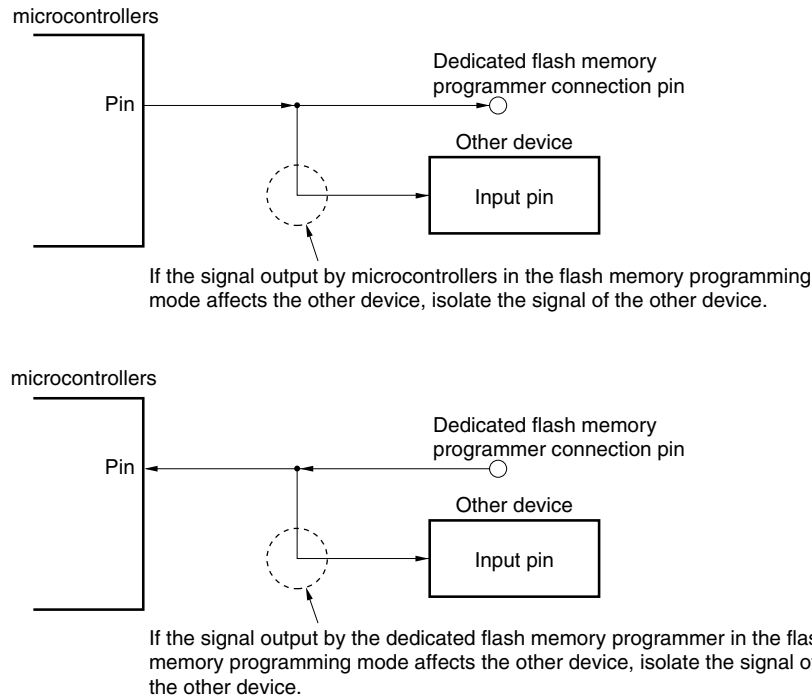 microcontrollers
Dedicated flash memory
programmer connection pin
Pin
Other device
Input pin
If the signal output by microcontrollers in the flash memory programming
mode affects the other device, isolate the signal of the other device.
microcontrollers
Dedicated flash memory
programmer connection pin
Pin
Other device
Input pin
If the signal output by the dedicated flash memory programmer in the
memory programming mode affects the other device, isolate the signal
the other device.